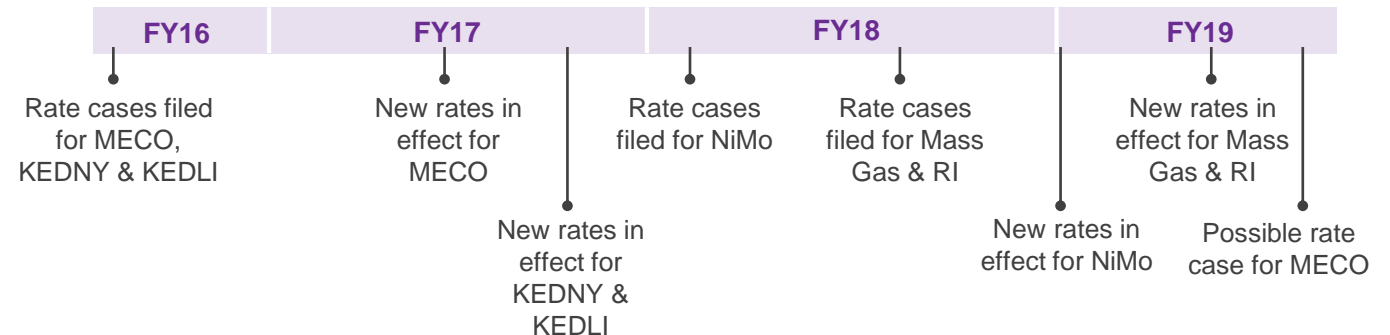 FY16
FY17
FY18
FY19
Rate cases filed
for MECO,
KEDNY & KEDLI
New rates in
effect for
MECO
New rates in
effect for
KEDNY &
KEDLI
Rate cases
filed for NiMo
Rate cases
filed for Mass
Gas & RI
New rates in
effect for NiMo
New rates in
effect for Mass
Gas & RI
Possible rate
case for MECO